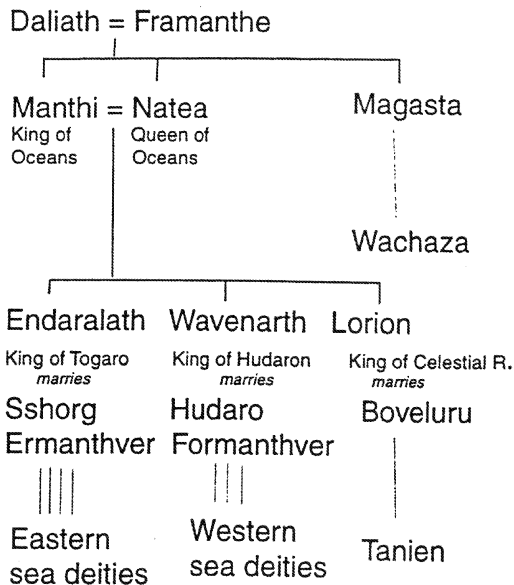 Daliath = Framanthe
Manthi = Natea
Magasta
King of Oceans
Queen of Oceans
Wachaza
Endaralath
Wavenarth
Lorion
King of Togaro
King of Hudaron
King of Celestial R.
marries
marries
marries
Sshorg
Ermanthver
Hudaro
Formanthver
Boveluru
Eastern
sea deities
Western
sea deities
Tanien